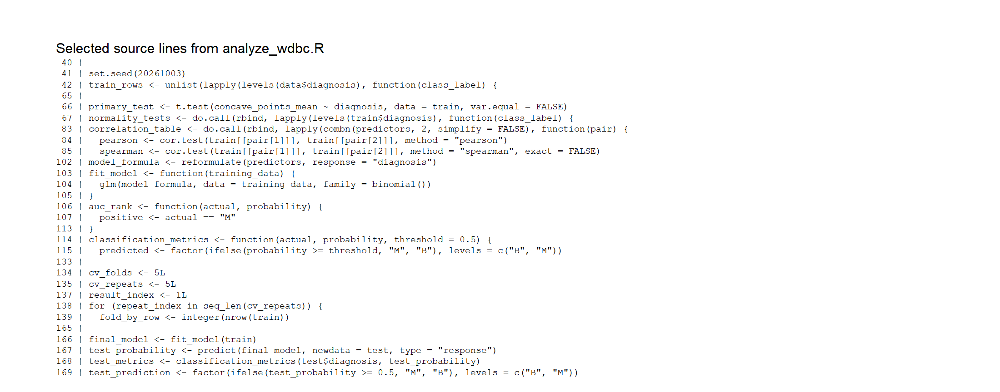 Selected source lines from analyze_wdbc.R
40 |
41 | set.seed(20261003)
42 | train_rows <- unlist(lapply(levels(data$diagnosis), function(class_label) {
65 |
66 | primary_test <- t.test(concave_points_mean ~ diagnosis, data = train, var.equal = FALSE)
67 | normality_tests <- do.call(rbind, lapply(levels(train$diagnosis), function(class_label) {
83 | correlation_table <- do.call(rbind, lapply(combn(predictors, 2, simplify = FALSE), function(pair) {
84 |   pearson <- cor.test(train[[pair[1]]], train[[pair[2]]], method = "pearson")
85 |   spearman <- cor.test(train[[pair[1]]], train[[pair[2]]], method = "spearman", exact = FALSE)
102 | model_formula <- reformulate(predictors, response = "diagnosis")
103 | fit_model <- function(training_data) {
104 |   glm(model_formula, data = training_data, family = binomial())
105 | }
106 | auc_rank <- function(actual, probability) {
107 |   positive <- actual == "M"
113 | }
114 | classification_metrics <- function(actual, probability, threshold = 0.5) {
115 |   predicted <- factor(ifelse(probability >= threshold, "M", "B"), levels = c("B", "M"))
133 |
134 | cv_folds <- 5L
135 | cv_repeats <- 5L
137 | result_index <- 1L
138 | for (repeat_index in seq_len(cv_repeats)) {
139 |   fold_by_row <- integer(nrow(train))
165 |
166 | final_model <- fit_model(train)
167 | test_probability <- predict(final_model, newdata = test, type = "response")
168 | test_metrics <- classification_metrics(test$diagnosis, test_probability)
169 | test_prediction <- factor(ifelse(test_probability >= 0.5, "M", "B"), levels = c("B", "M"))